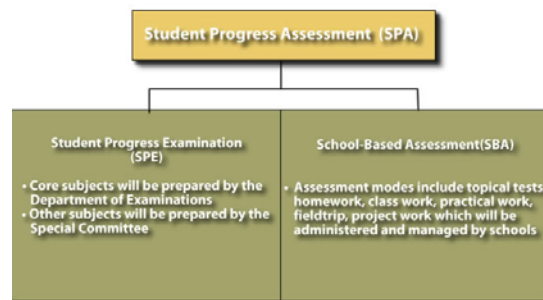 Student Progress Assessment (SPA)
Student Progress Examination
(SPE)
• Core subjects will be prepared by the
Department of Examinations
• Other subjects will be prepared by the
Special Committee
School-Based Assessment(SBA)
• Assessment modes include topical tests,
homework, class work, practical work,
fieldtrip, project work which will be
administered and managed by schools